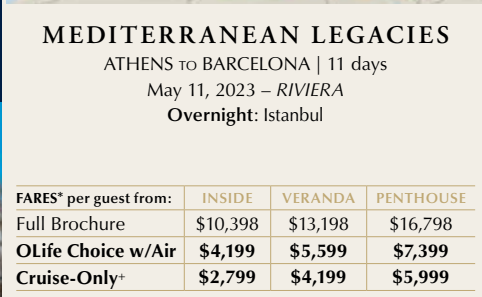 MEDITERRANEAN LEGACIES
ATHENS TO BARCELONA | 11 days
May 11, 2023 – RIVIERA
Overnight: Istanbul
FARES* per guest from: INSIDE VERANDA PENTHOUSE
Full Brochure $10,398 $13,198 $16,798
OLife Choice w/Air $4,199 $5,599 $7,399
Cruise-Only+ $2,799 $4,199 $5,999